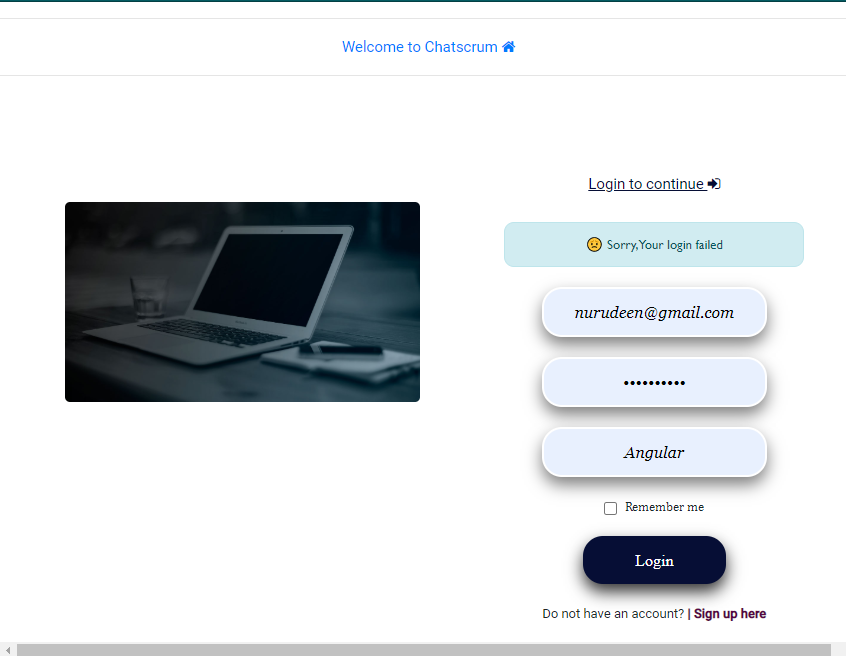 Welcome to Chatscrum
Login to continue
Sorry,Your login failed
nurudeen@gmail.com
••••••••••
Angular
Remember me
Login
Do not have an account? | Sign up here